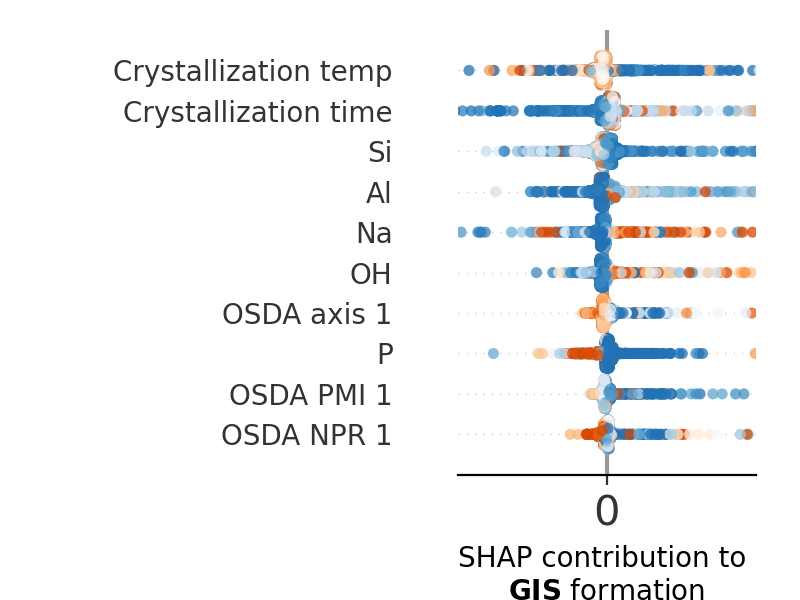 Crystallization temp
Crystallization time
Si
Al
Na
OH
OSDA axis 1
P
OSDA PMI 1
OSDA NPR 1
0
SHAP contribution to
GIS formation